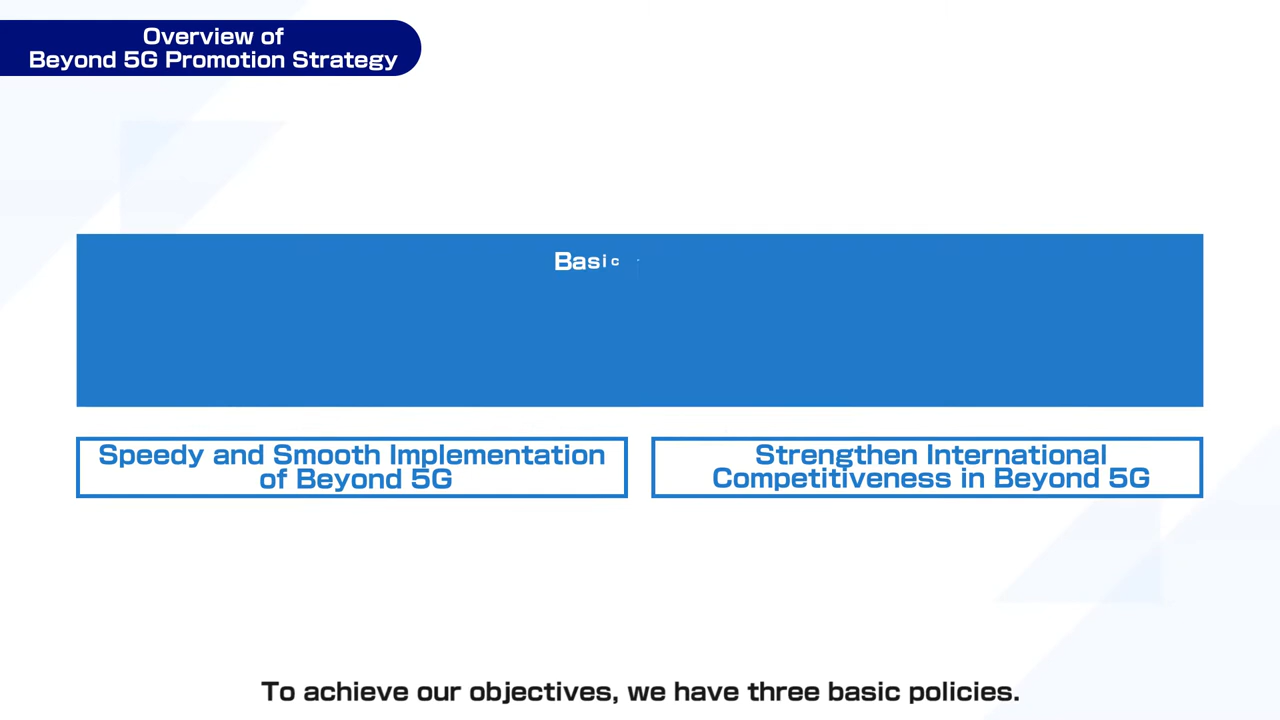 Overview of
Beyond 5G Promotion Strategy
Basic
Speedy and Smooth Implementation
of Beyond 5G
Strengthen International
Competitiveness in Beyond 5G
To achieve our objectives, we have three basic policies.